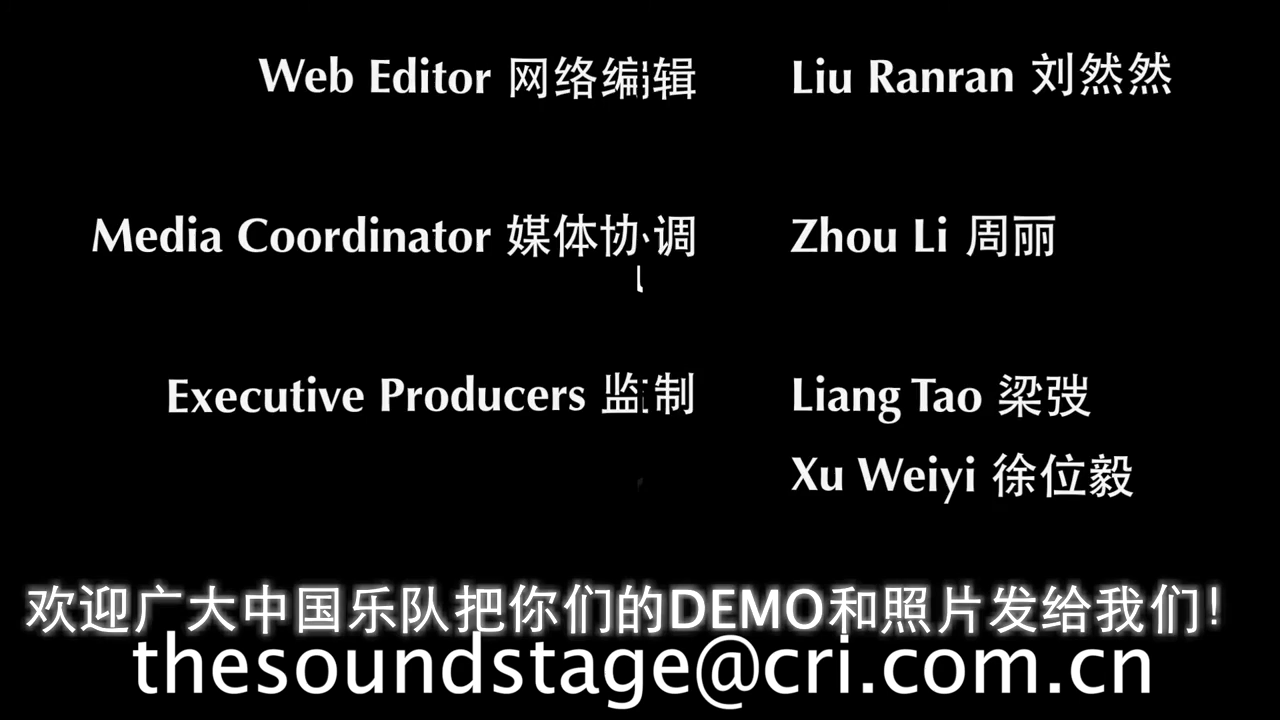 Web Editor 网络编辑 Liu Ranran 刘然然
Media Coordinator 媒体协调 Zhou Li 周丽
Executive Producers 监制 Liang Tao 梁弢
Xu Weiyi 徐位毅
欢迎广大中国乐队把你们的DEMO和照片发给我们！
thesoundstage@cri.com.cn